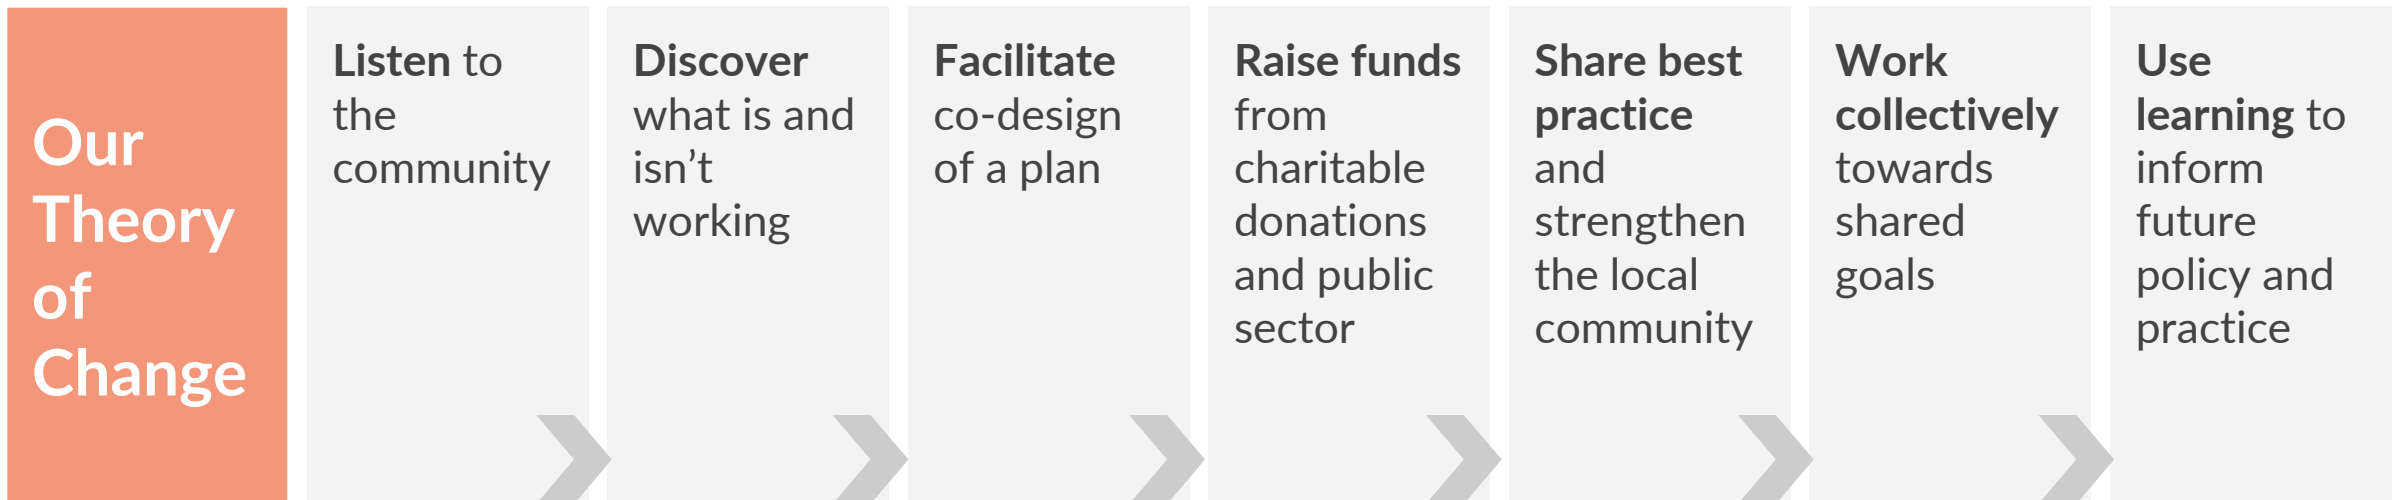 Our
Theory
of
Change
Listen to
the
community
Discover
what is and
isn’t
working
Facilitate
co-design
of a plan
Raise funds
from
charitable
donations
and public
sector
Share best
practice
and
strengthen
the local
community
Work
collectively
towards
shared
goals
Use
learning to
inform
future
policy and
practice